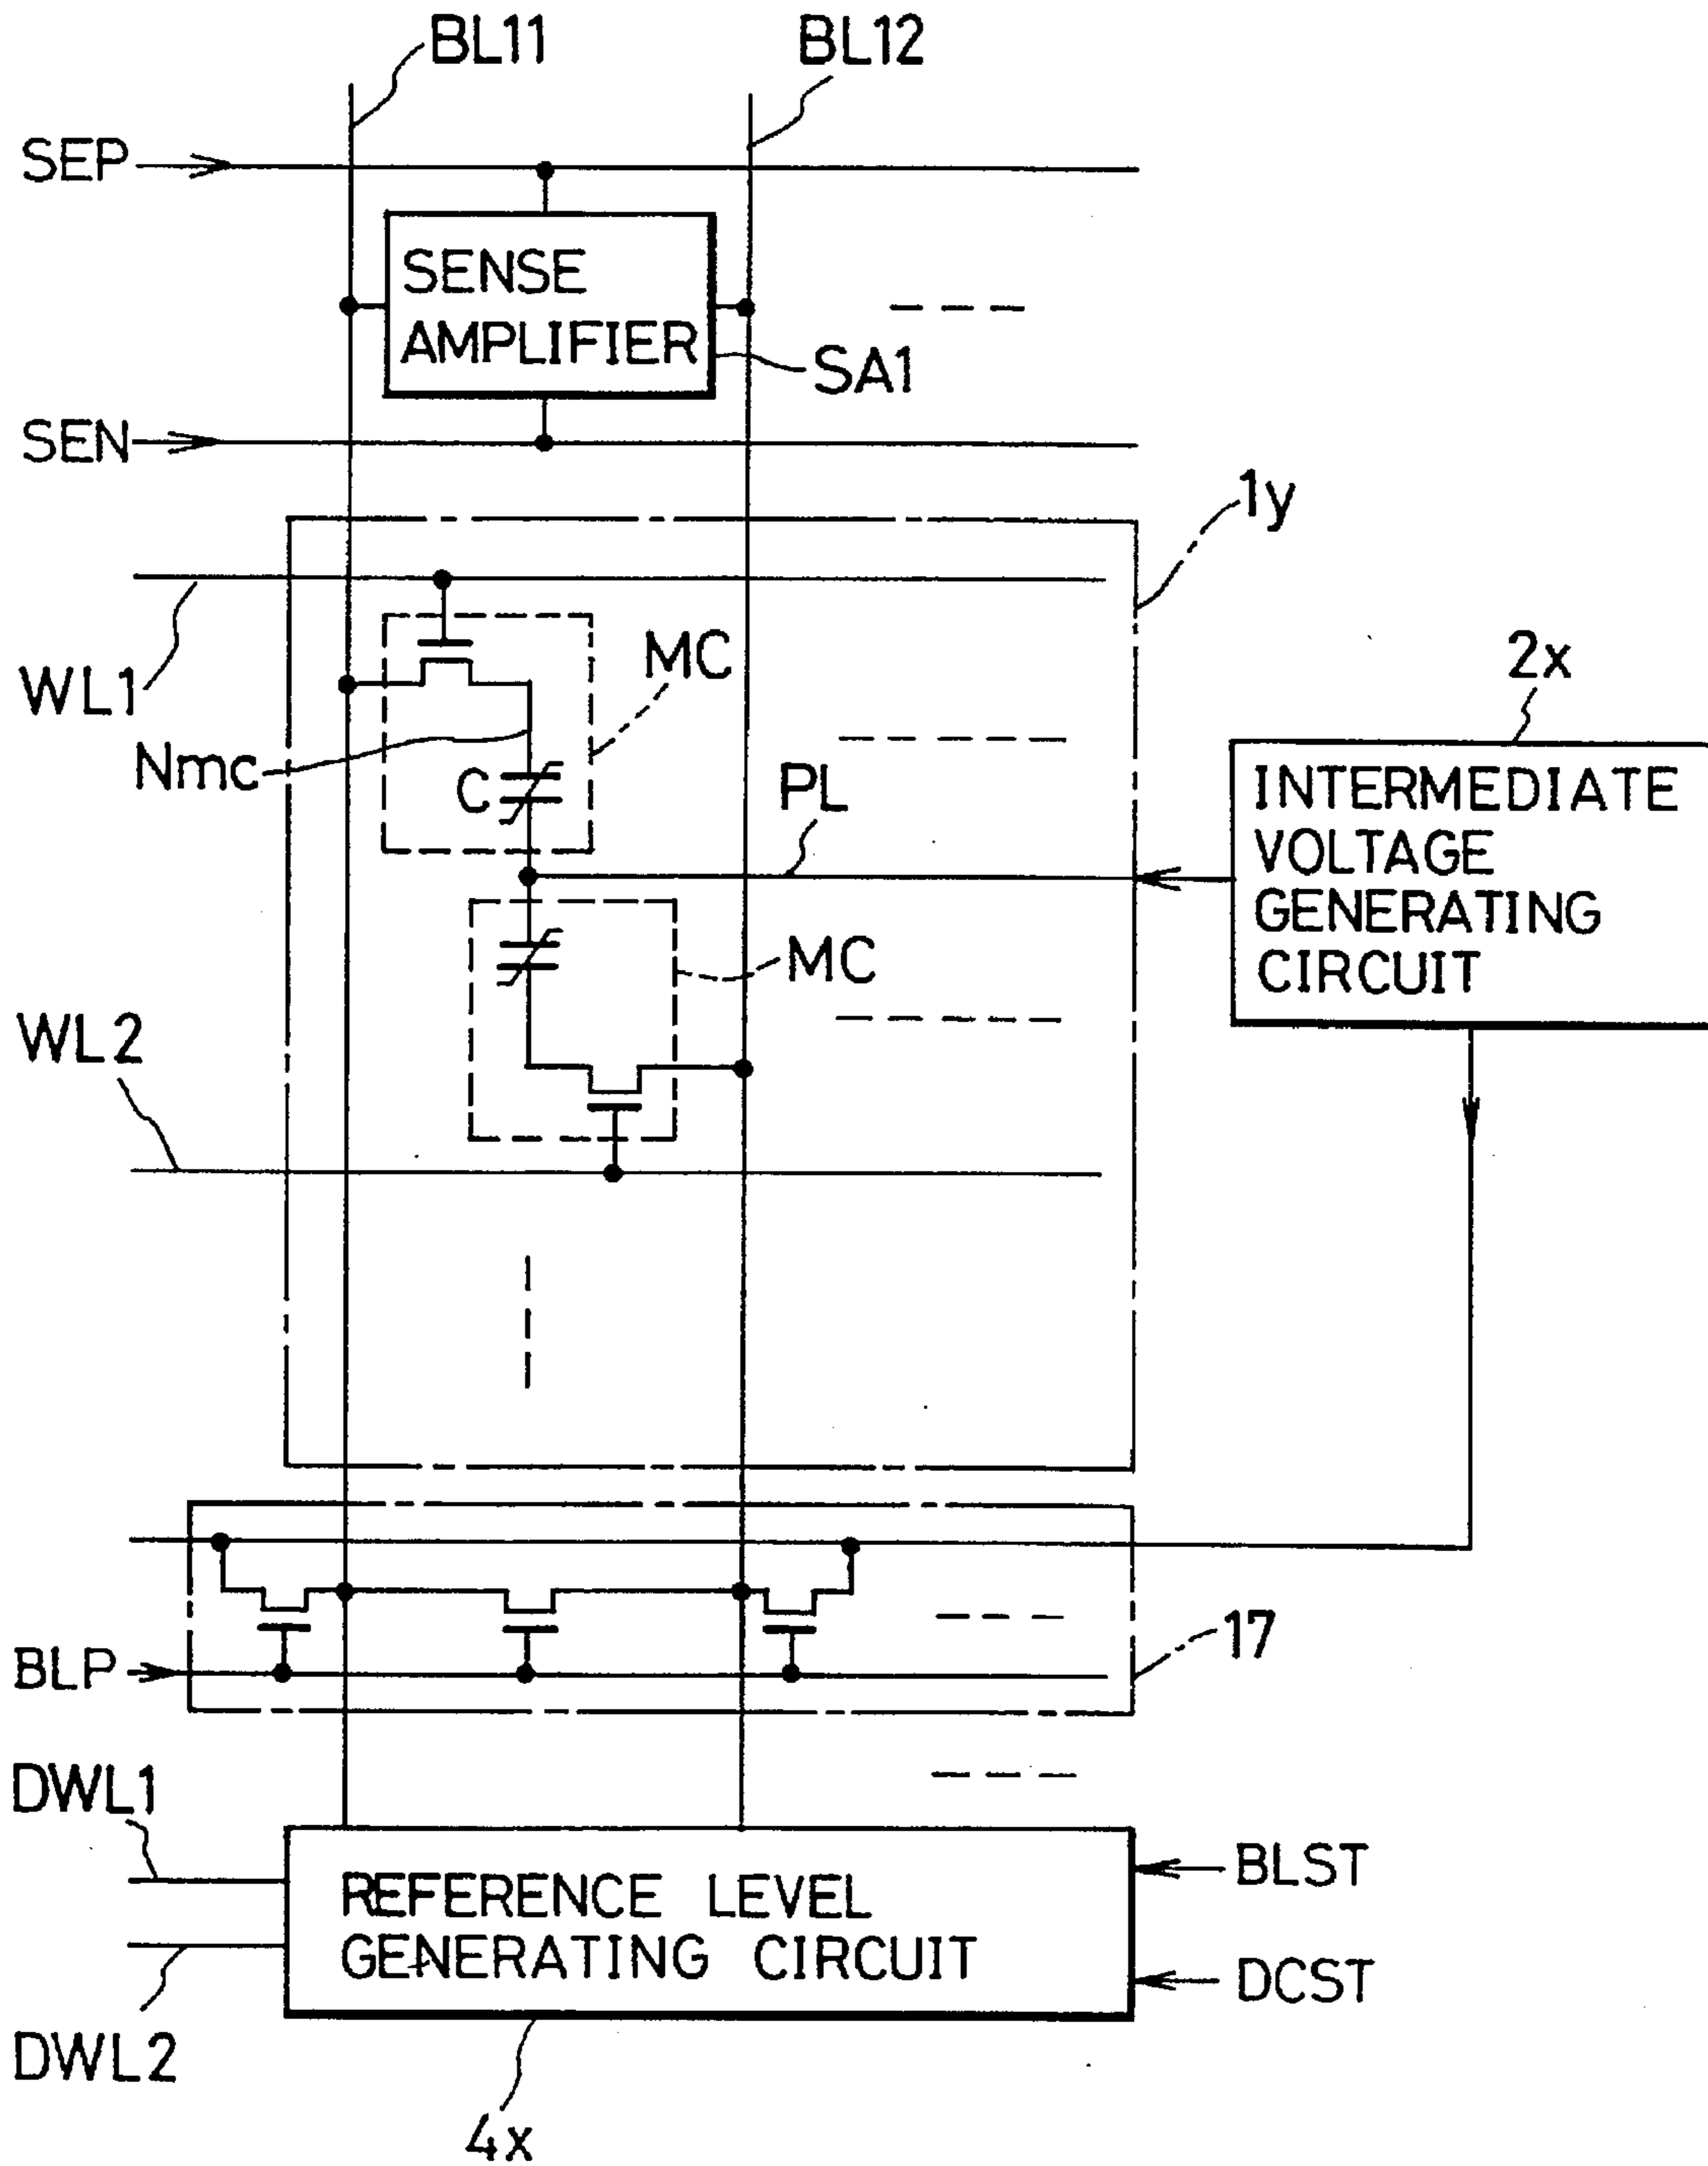 BL11
BL12
SEP
SENSE
AMPLIFIER
SA1
SEN
1y
WL1
MC
2x
Nmc
C
PL
INTERMEDIATE
VOLTAGE
GENERATING
CIRCUIT
MC
WL2
17
BLP
DWL1
BLST
REFERENCE LEVEL
GENERATING CIRCUIT
DCST
DWL2
4x